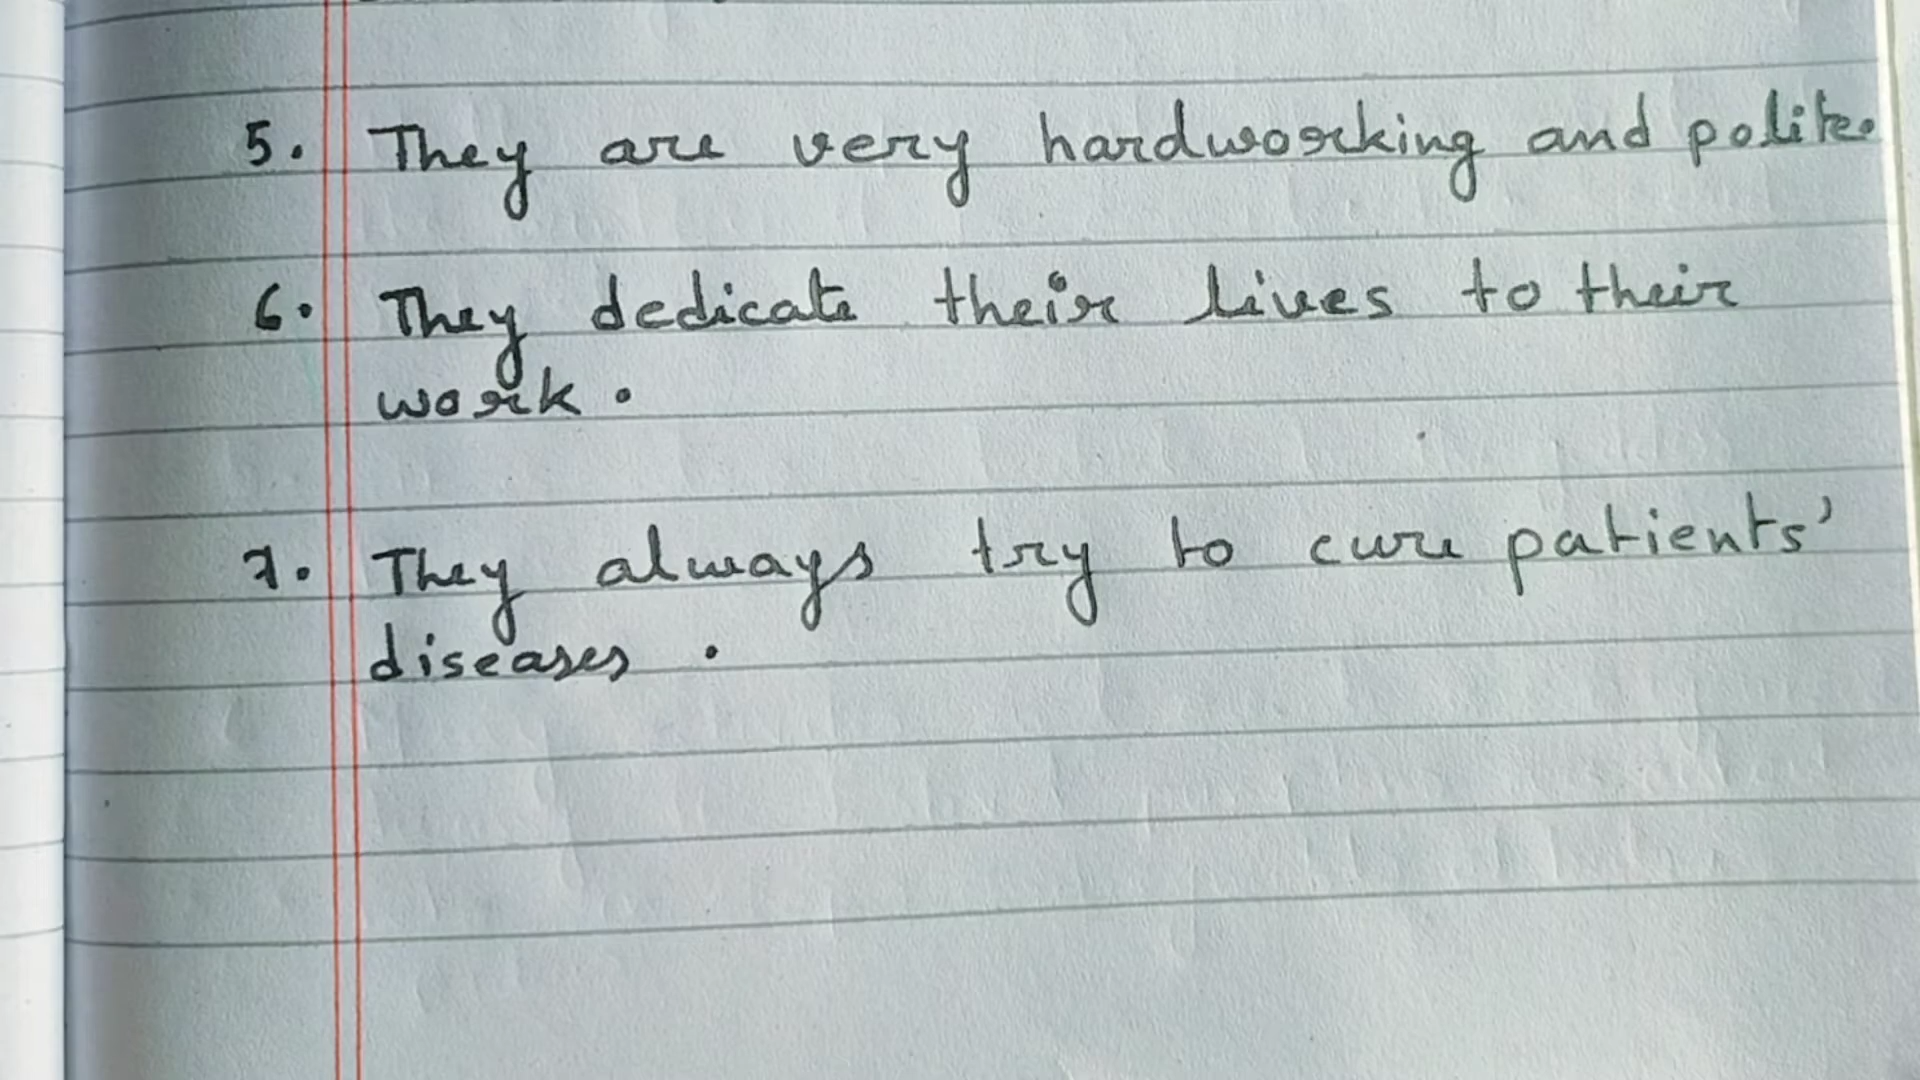 5. They are very hardworking and polite.
6. They dedicate their lives to their
work.
7. They always try to cure patients'
diseases.